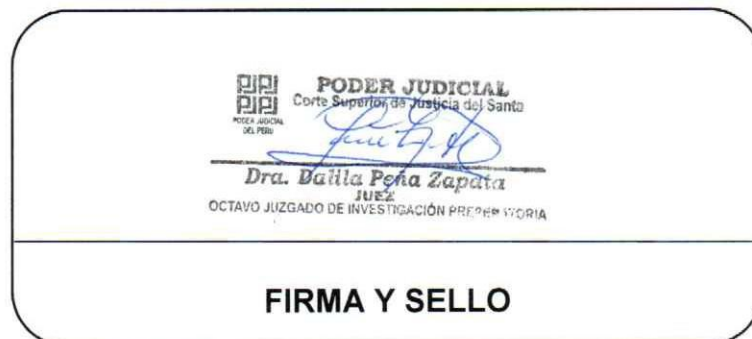 PODER JUDICIAL
Corte Superior de Justicia del Santa
PODER JUDICIAL
DEL PERU
Dra. Dalila Peña Zapata
JUEZ
OCTAVO JUZGADO DE INVESTIGACIÓN
FIRMA Y SELLO